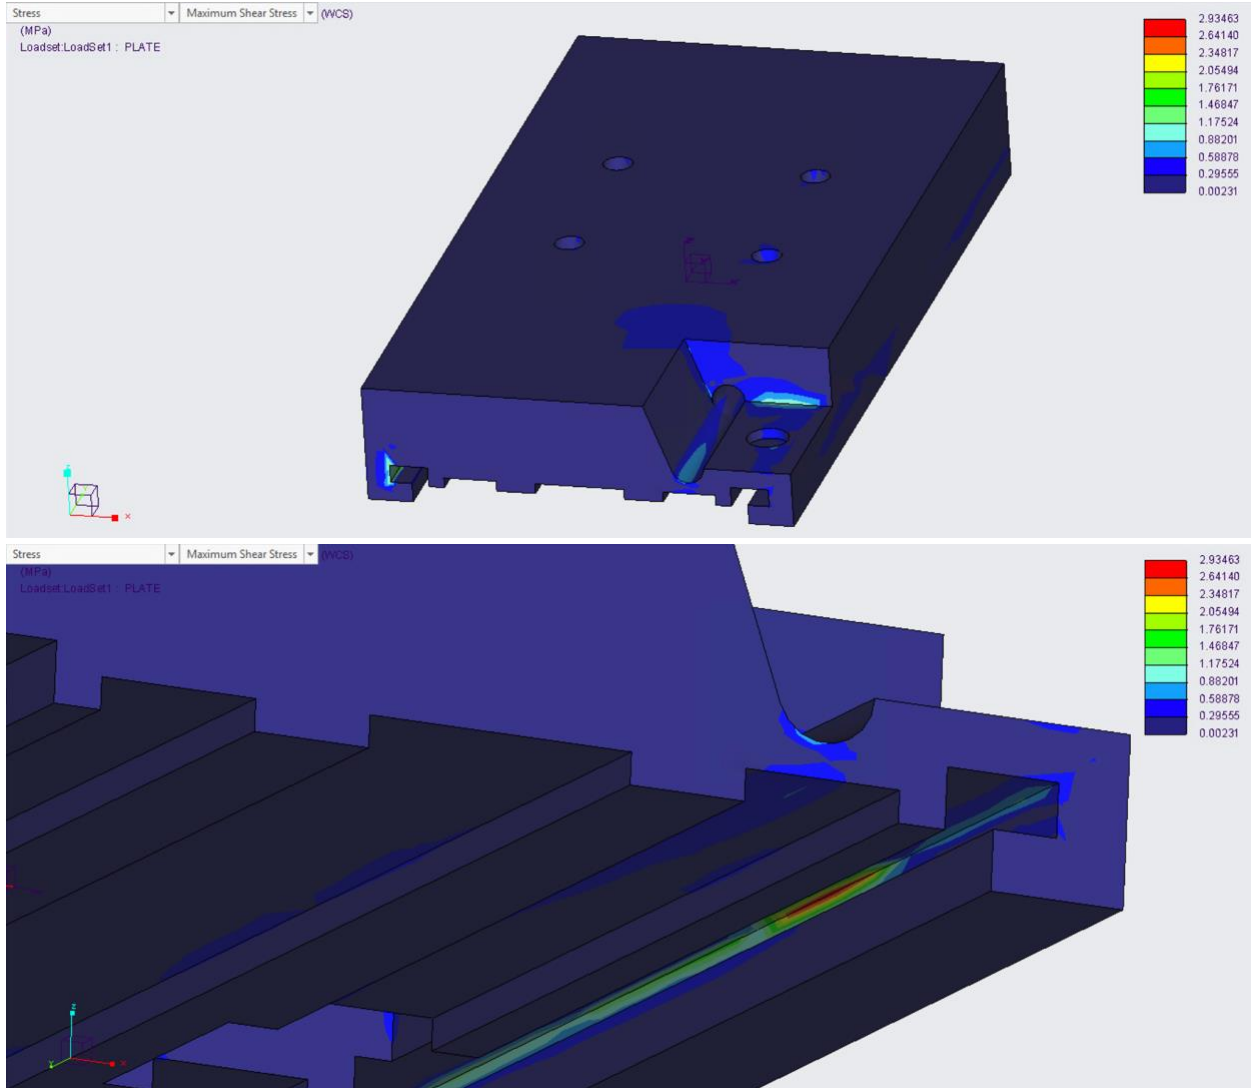 Stress Maximum Shear Stress (WCS)
(MPa)
Loadset:LoadSet1 : PLATE
2.93463
2.64140
2.34817
2.05494
1.76171
1.46847
1.17524
0.88201
0.58878
0.29555
0.00231
z
x
Stress Maximum Shear Stress (WCS)
(MPa)
Loadset:LoadSet1 : PLATE
2.93463
2.64140
2.34817
2.05494
1.76171
1.46847
1.17524
0.88201
0.58878
0.29555
0.00231
z
Y
x